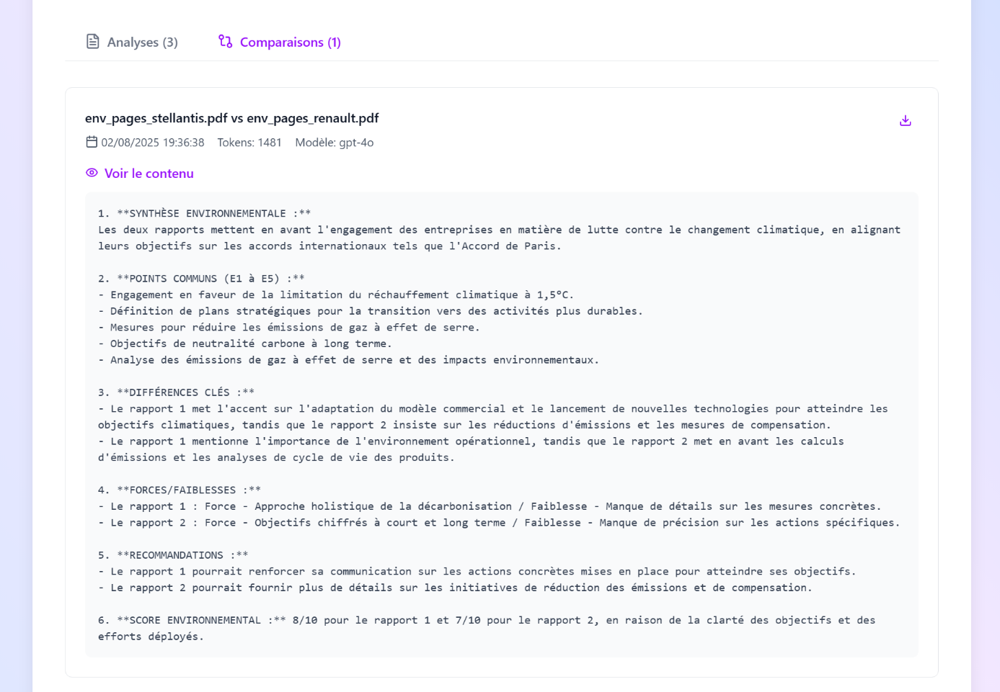 Analyses (3)
Comparaisons (1)
env_pages_stellantis.pdf vs env_pages_renault.pdf
02/08/2025 19:36:38 Tokens: 1481 Modèle: gpt-4o
Voir le contenu
1. **SYNTHÈSE ENVIRONNEMENTALE :**
Les deux rapports mettent en avant l'engagement des entreprises en matière de lutte contre le changement climatique, en alignant
leurs objectifs sur les accords internationaux tels que l'Accord de Paris.
2. **POINTS COMMUNS (E1 à E5) :**
- Engagement en faveur de la limitation du réchauffement climatique à 1,5°C.
- Définition de plans stratégiques pour la transition vers des activités plus durables.
- Mesures pour réduire les émissions de gaz à effet de serre.
- Objectifs de neutralité carbone à long terme.
- Analyse des émissions de gaz à effet de serre et des impacts environnementaux.
3. **DIFFÉRENCES CLÉS :**
- Le rapport 1 met l'accent sur l'adaptation du modèle commercial et le lancement de nouvelles technologies pour atteindre les
objectifs climatiques, tandis que le rapport 2 insiste sur les réductions d'émissions et les mesures de compensation.
- Le rapport 1 mentionne l'importance de l'environnement opérationnel, tandis que le rapport 2 met en avant les calculs
d'émissions et les analyses de cycle de vie des produits.
4. **FORCES/FAIBLESSES :**
- Le rapport 1 : Force - Approche holistique de la décarbonisation / Faiblesse - Manque de détails sur les mesures concrètes.
- Le rapport 2 : Force - Objectifs chiffrés à court et long terme / Faiblesse - Manque de précision sur les actions spécifiques.
5. **RECOMMANDATIONS :**
- Le rapport 1 pourrait renforcer sa communication sur les actions concrètes mises en place pour atteindre ses objectifs.
- Le rapport 2 pourrait fournir plus de détails sur les initiatives de réduction des émissions et de compensation.
6. **SCORE ENVIRONNEMENTAL :** 8/10 pour le rapport 1 et 7/10 pour le rapport 2, en raison de la clarté des objectifs et des
efforts déployés.